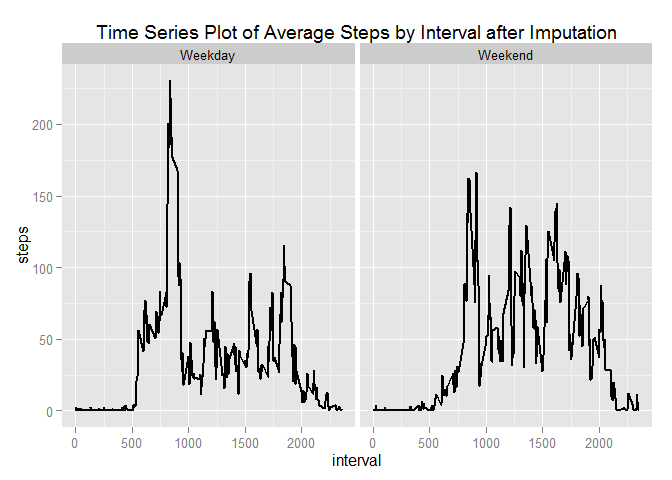 Time Series Plot of Average Steps by Interval after Imputation
Weekday Weekend
200
150
100
50
0
steps
0 500 1000 1500 2000 0 500 1000 1500 2000
interval